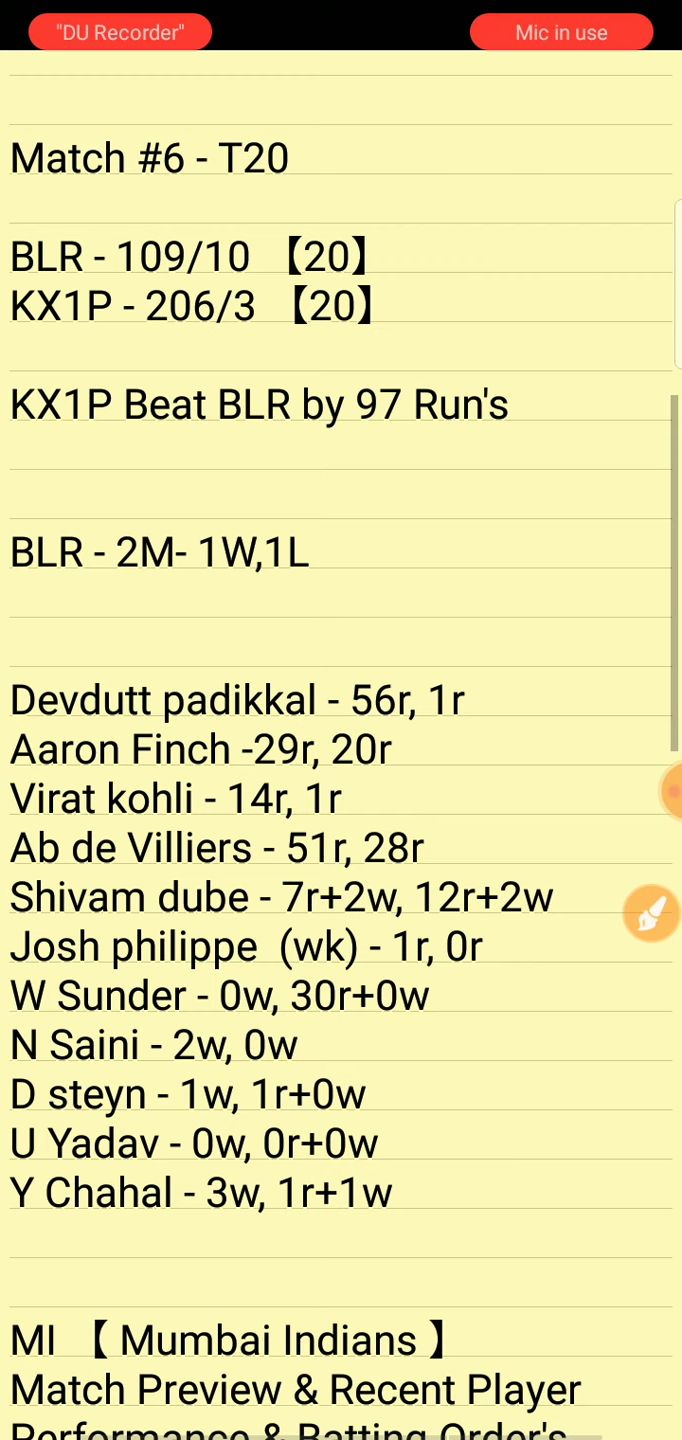 "DU Recorder" Mic in use
Match #6 - T20
BLR - 109/10 【20】
KX1P - 206/3 【20】
KX1P Beat BLR by 97 Run's
BLR - 2M- 1W,1L
Devdutt padikkal - 56r, 1r
Aaron Finch -29r, 20r
Virat kohli - 14r, 1r
Ab de Villiers - 51r, 28r
Shivam dube - 7r+2w, 12r+2w
Josh philippe (wk) - 1r, 0r
W Sunder - 0w, 30r+0w
N Saini - 2w, 0w
D steyn - 1w, 1r+0w
U Yadav - 0w, 0r+0w
Y Chahal - 3w, 1r+1w
MI 【 Mumbai Indians 】
Match Preview & Recent Player
Performance & Batting Order's